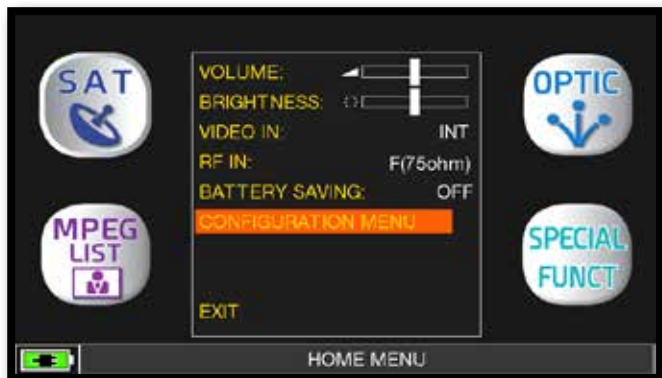 SAT
MPEG
LIST
VOLUME:
BRIGHTNESS:
VIDEO IN: INT
RF IN: F(75ohm)
BATTERY SAVING: OFF
CONFIGURATION MENU
EXIT
OPTIC
SPECIAL
FUNCT
HOME MENU